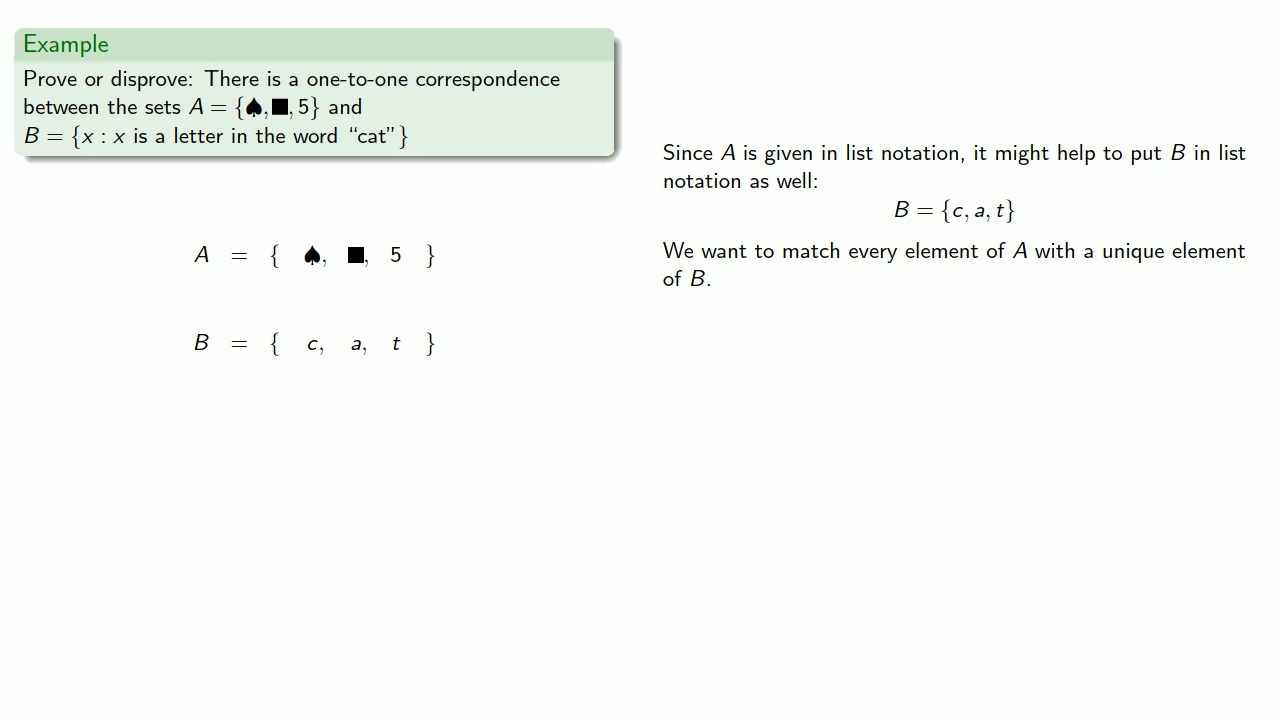 Example
Prove or disprove: There is a one-to-one correspondence
between the sets A = {♠, ■, 5} and
B = {x : x is a letter in the word “cat”}
Since A is given in list notation, it might help to put B in list
notation as well:
B = {c, a, t}
We want to match every element of A with a unique element
of B.
A = { ♠, ■, 5 }
B = { c, a, t }